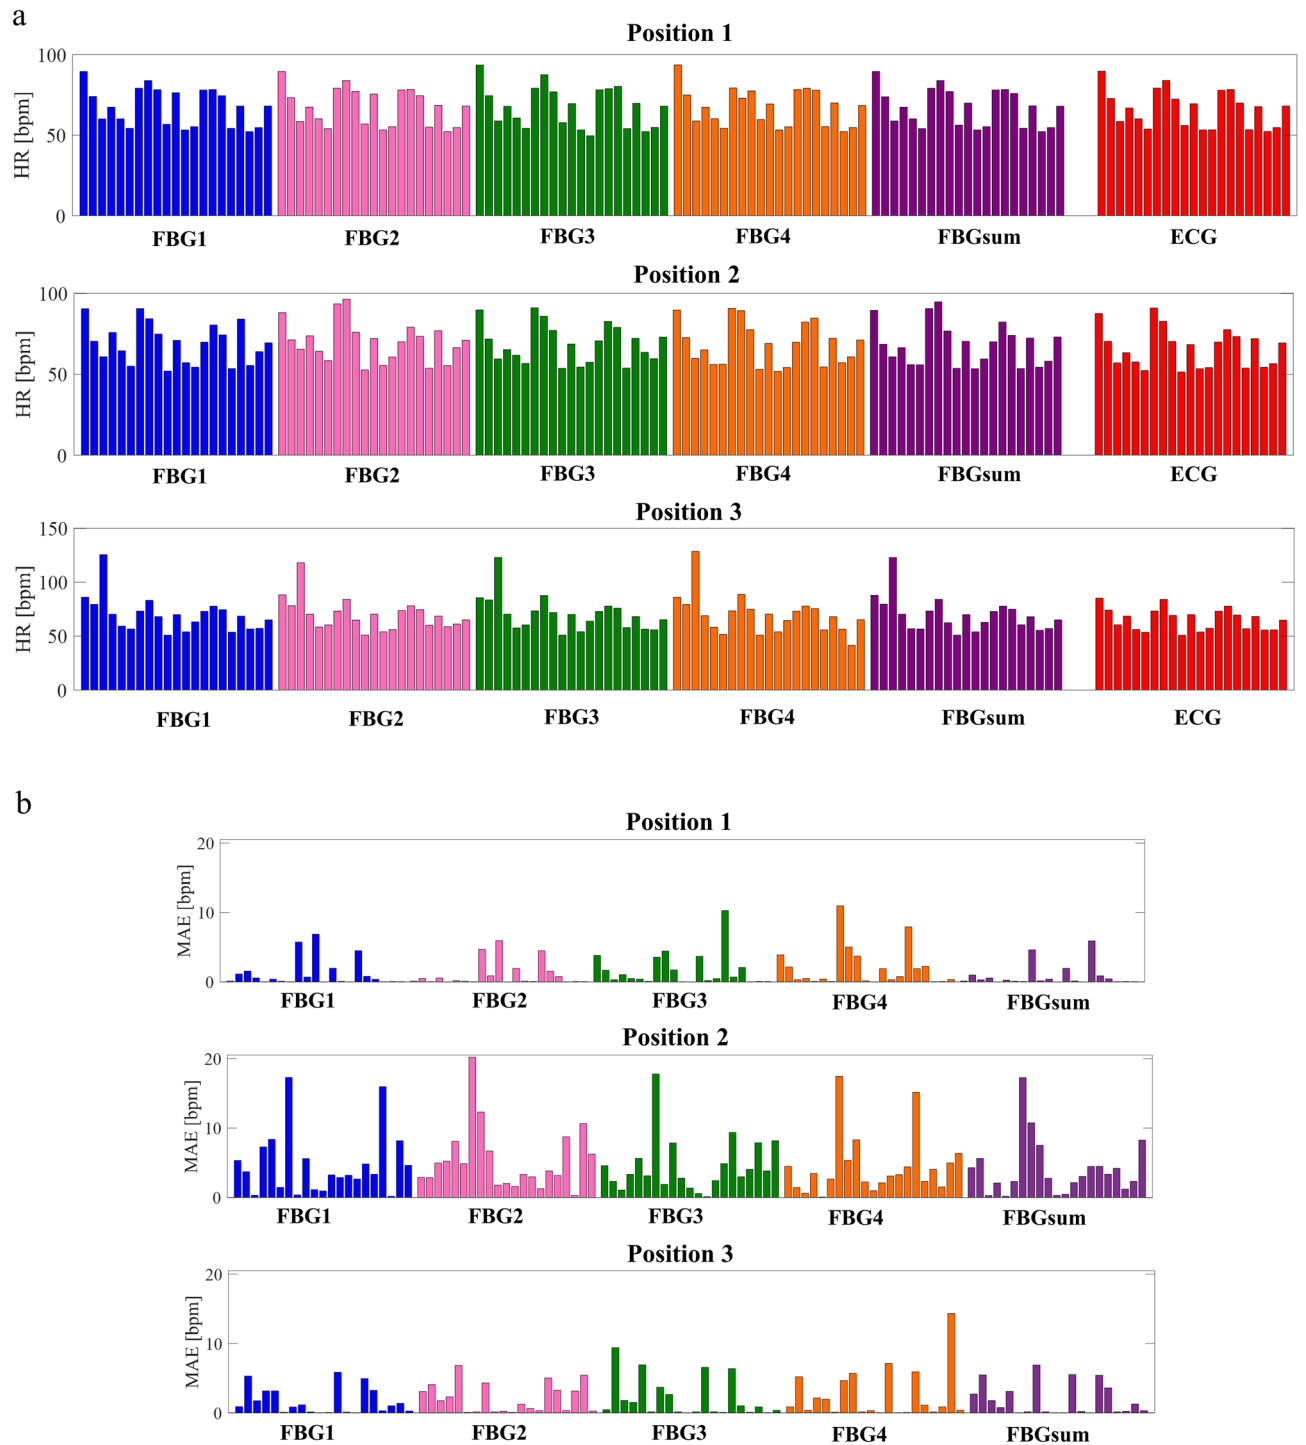 a
Position 1
100
50
0
HR [bpm]
FBG1 FBG2 FBG3 FBG4 FBGsum ECG
Position 2
100
50
0
HR [bpm]
FBG1 FBG2 FBG3 FBG4 FBGsum ECG
Position 3
150
100
50
0
HR [bpm]
FBG1 FBG2 FBG3 FBG4 FBGsum ECG
b
Position 1
20
10
0
MAE [bpm]
FBG1 FBG2 FBG3 FBG4 FBGsum
Position 2
20
10
0
MAE [bpm]
FBG1 FBG2 FBG3 FBG4 FBGsum
Position 3
20
10
0
MAE [bpm]
FBG1 FBG2 FBG3 FBG4 FBGsum